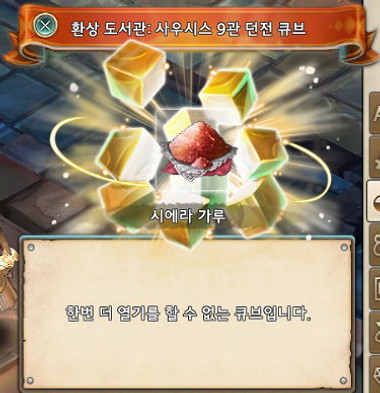 환상 도서관: 사우시스 9관 던전 큐브
시에라 가루
한번 더 열기를 할 수 없는 큐브입니다.